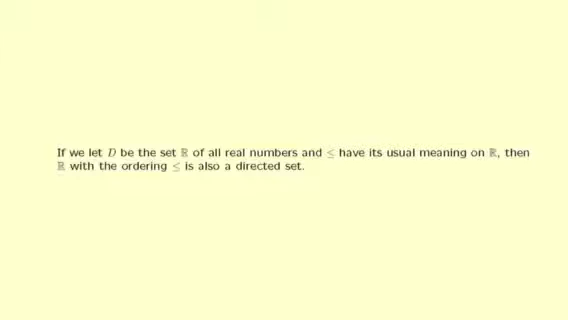 If we let D be the set ℝ of all real numbers and ≤ have its usual meaning on ℝ, then
ℝ with the ordering ≤ is also a directed set.